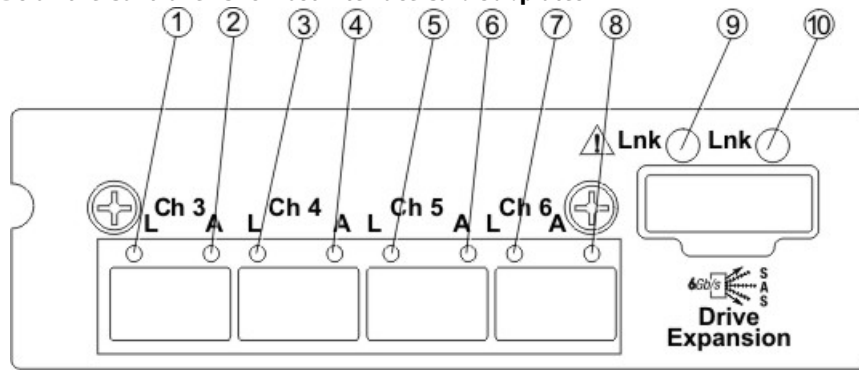 1 2 3 4 5 6 7 8 9 10
Lnk Lnk
Ch 3 Ch 4 Ch 5 Ch 6
L A L A L A L A
6Gb/s SAS
Drive
Expansion